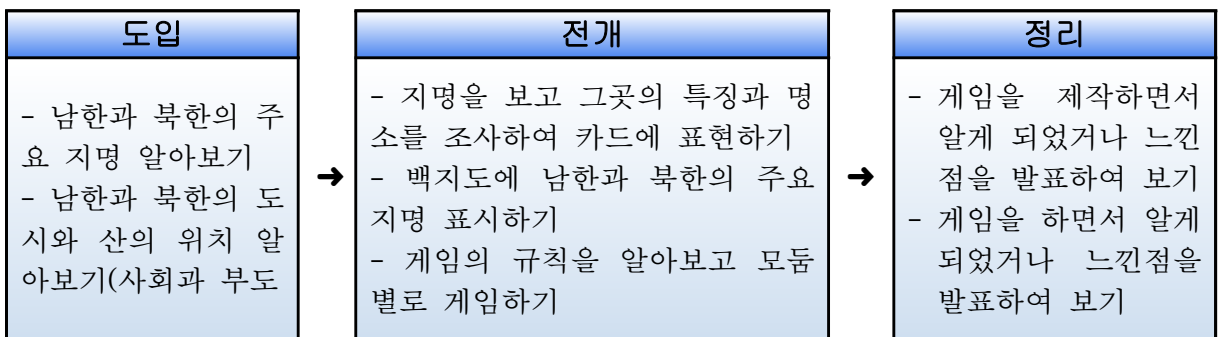 도입
- 남한과 북한의 주
요 지명 알아보기
- 남한과 북한의 도
시와 산의 위치 알
아보기(사회과 부도
➜
전개
- 지명을 보고 그곳의 특징과 명
소를 조사하여 카드에 표현하기
- 백지도에 남한과 북한의 주요
지명 표시하기
- 게임의 규칙을 알아보고 모둠
별로 게임하기
➜
정리
- 게임을 제작하면서
알게 되었거나 느낀
점을 발표하여 보기
- 게임을 하면서 알게
되었거나 느낀점을
발표하여 보기